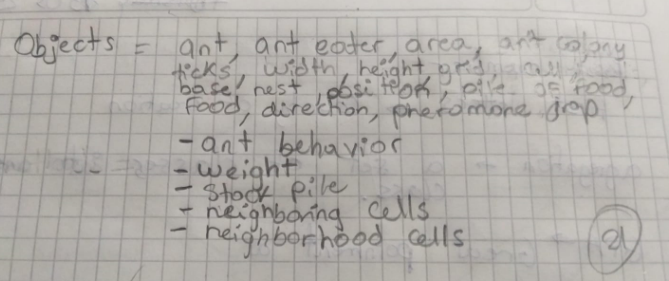 Objects = ant, ant eater, area, ant colony
ticks, width, height grid, cell,
base, nest, position, pile of food,
food, direction, pheromone
- ant behavior
- weight
- stock pile
- neighboring cells
- neighborhood cells
21